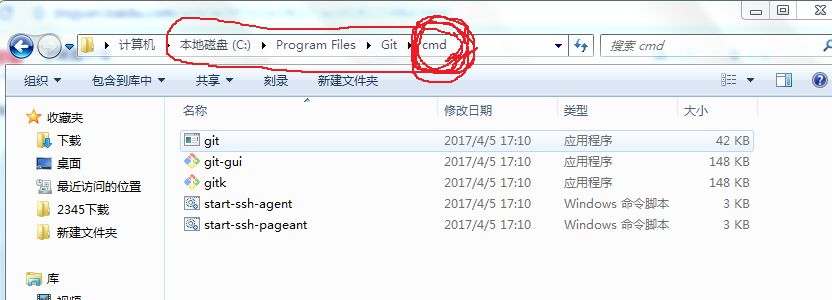 计算机 本地磁盘 (C:) Program Files Git cmd 搜索 cmd
组织 包含到库中 共享 刻录 新建文件夹
名称 修改日期 类型 大小
收藏夹
下载
桌面
最近访问的位置
2345下载
新建文件夹
库
视频
git 2017/4/5 17:10 应用程序 42 KB
git-gui 2017/4/5 17:10 应用程序 148 KB
gitk 2017/4/5 17:10 应用程序 148 KB
start-ssh-agent 2017/4/5 17:10 Windows 命令脚本 3 KB
start-ssh-pageant 2017/4/5 17:10 Windows 命令脚本 3 KB